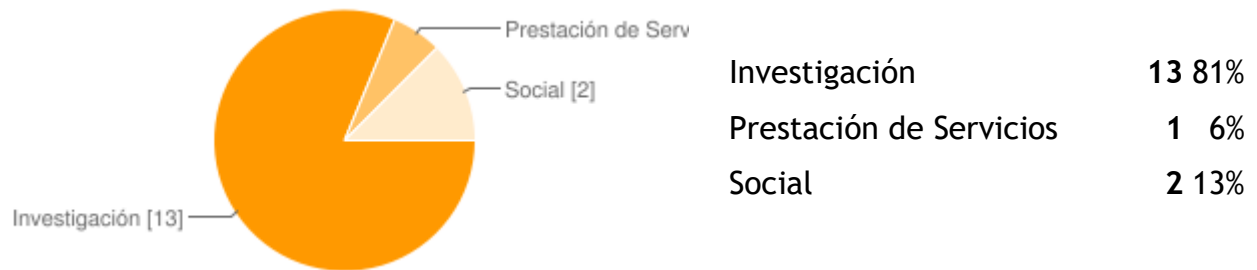 Prestación de Serv
Social [2]
Investigación [13]
Investigación 13 81%
Prestación de Servicios 1 6%
Social 2 13%